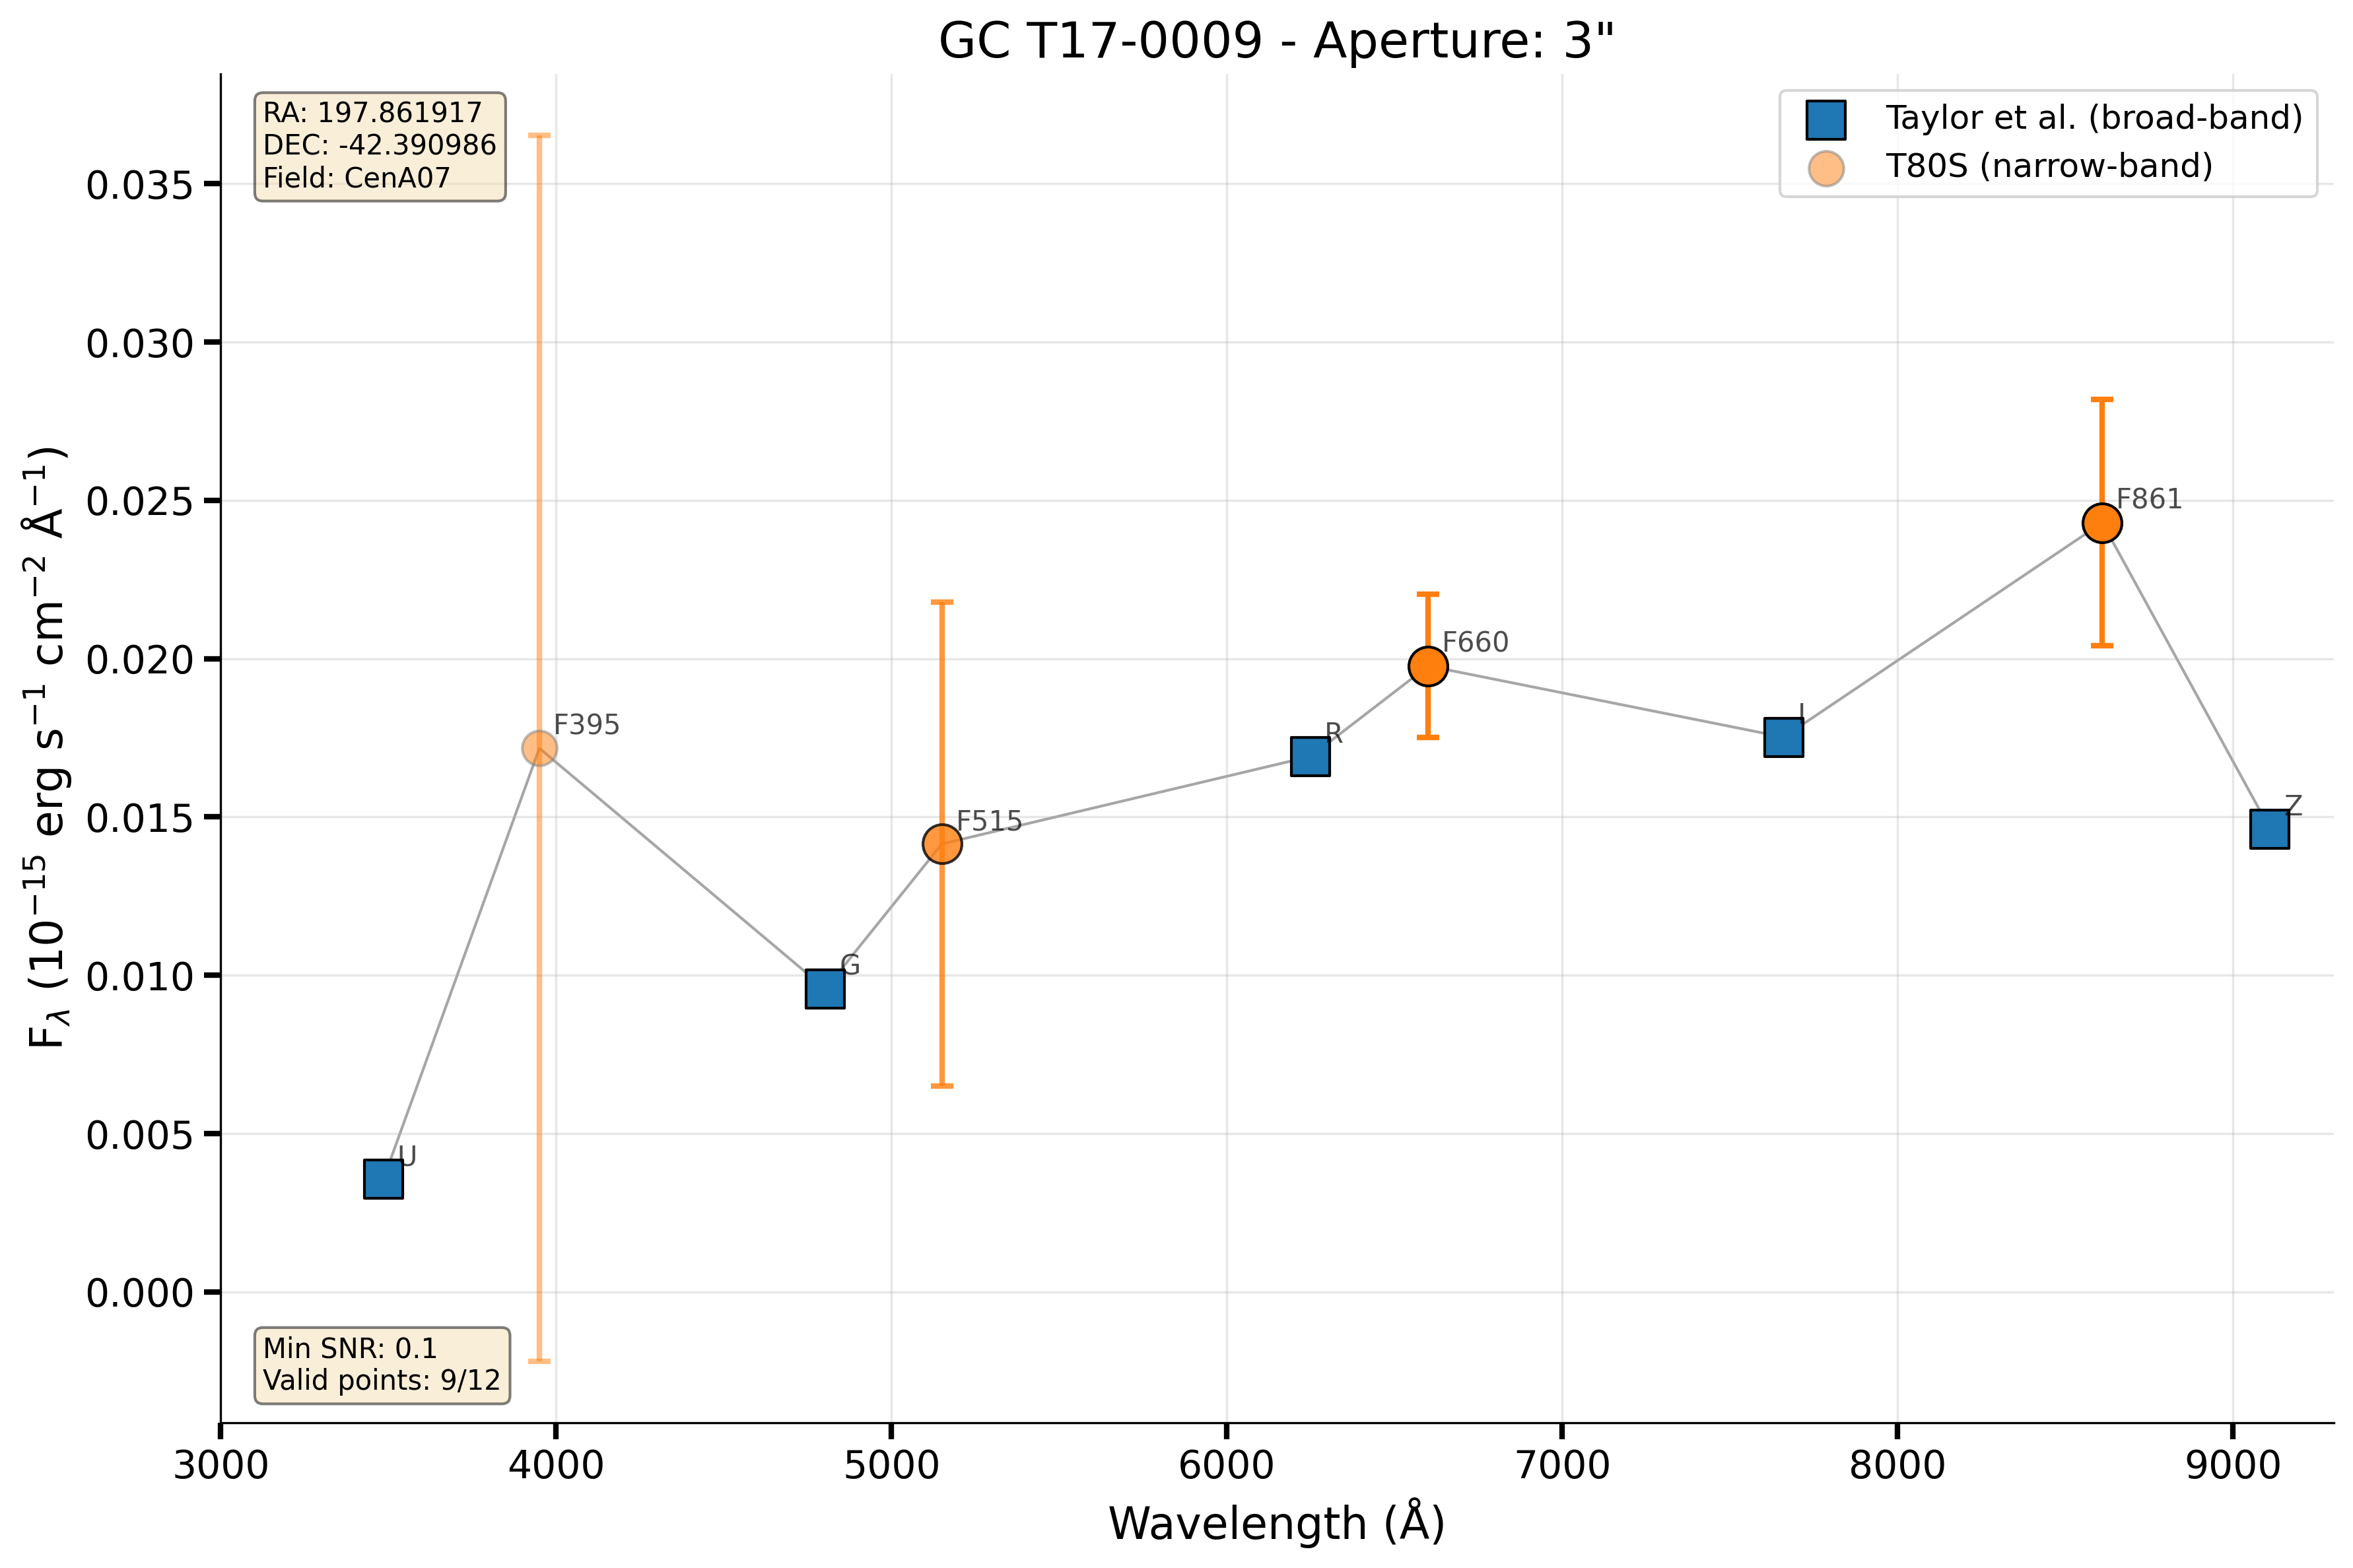 GC T17-0009 - Aperture: 3"
RA: 197.861917
DEC: -42.390986
Field: CenA07
Taylor et al. (broad-band)
T80S (narrow-band)
0.035
0.030
0.025
0.020
0.015
0.010
0.005
0.000
F_λ (10⁻¹⁵ erg s⁻¹ cm⁻² Å⁻¹)
U
F395
G
F515
R
F660
I
F861
Z
Min SNR: 0.1
Valid points: 9/12
3000 4000 5000 6000 7000 8000 9000
Wavelength (Å)